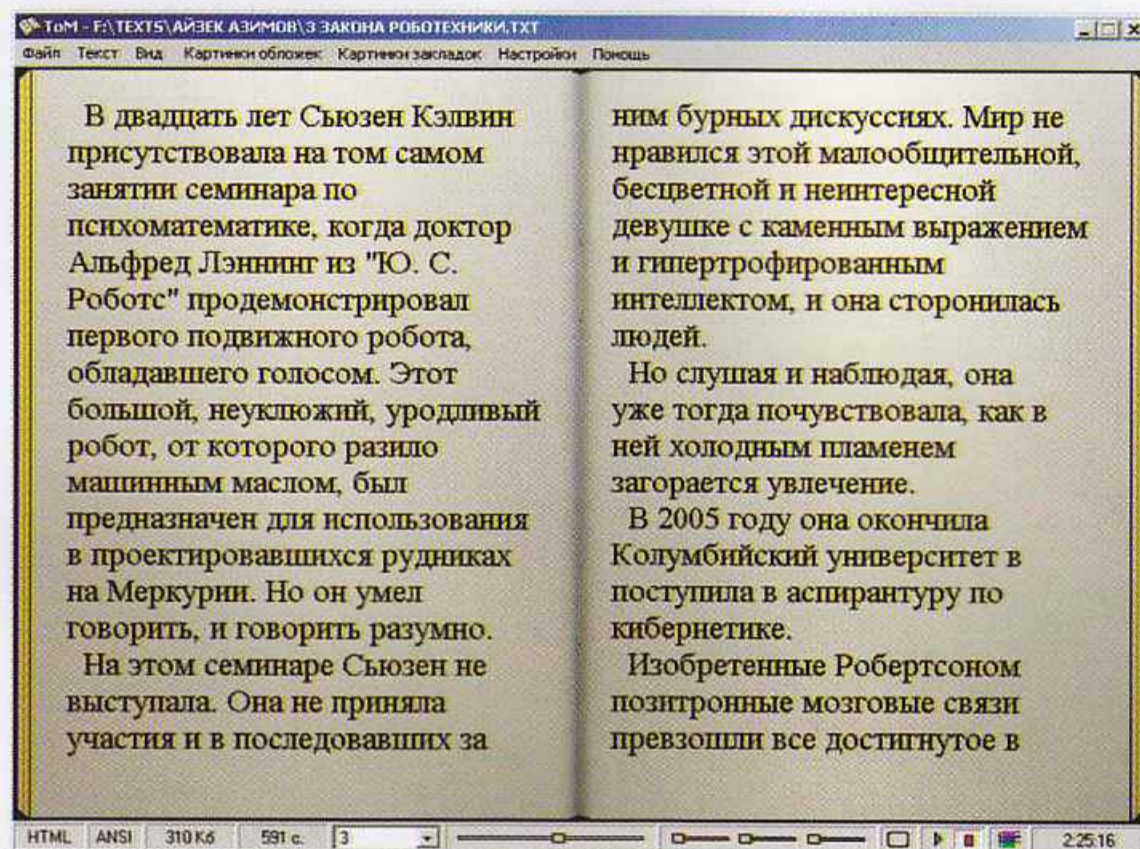 ToM - F:\TEXTS\АЙЗЕК АЗИМОВ\3 ЗАКОНА РОБОТЕХНИКИ.TXT
Файл Текст Вид Картинки обложек Картинки закладок Настройки Помощь
В двадцать лет Сьюзен Кэлвин
присутствовала на том самом
занятии семинара по
психоматематике, когда доктор
Альфред Лэннинг из "Ю. С.
Роботс" продемонстрировал
первого подвижного робота,
обладавшего голосом. Этот
большой, неуклюжий, уродливый
робот, от которого разило
машинным маслом, был
предназначен для использования
в проектировавшихся рудниках
на Меркурии. Но он умел
говорить, и говорить разумно.
На этом семинаре Сьюзен не
выступала. Она не приняла
участия и в последовавших за
ним бурных дискуссиях. Мир не
нравился этой малообщительной,
бесцветной и неинтересной
девушке с каменным выражением
и гипертрофированным
интеллектом, и она сторонилась
людей.
Но слушая и наблюдая, она
уже тогда почувствовала, как в
ней холодным пламенем
загорается увлечение.
В 2005 году она окончила
Колумбийский университет в
поступила в аспирантуру по
кибернетике.
Изобретенные Робертсоном
позитронные мозговые связи
превзошли все достигнутое в
HTML ANSI 310 Кб 591 с. 3 2:25:16